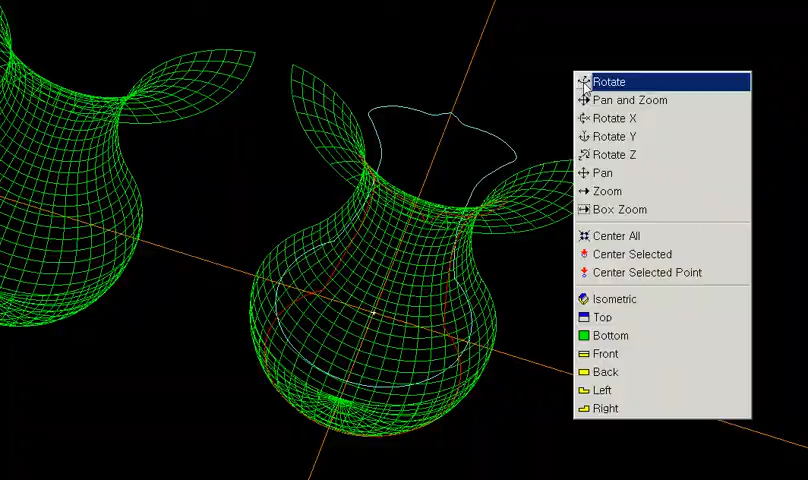 Rotate
Pan and Zoom
Rotate X
Rotate Y
Rotate Z
Pan
Zoom
Box Zoom
Center All
Center Selected
Center Selected Point
Isometric
Top
Bottom
Front
Back
Left
Right